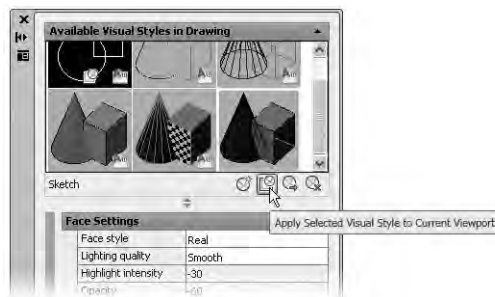 Available Visual Styles in Drawing
Sketch
Apply Selected Visual Style to Current Viewport
Face Settings
Face style Real
Lighting quality Smooth
Highlight intensity -30
Opacity -60